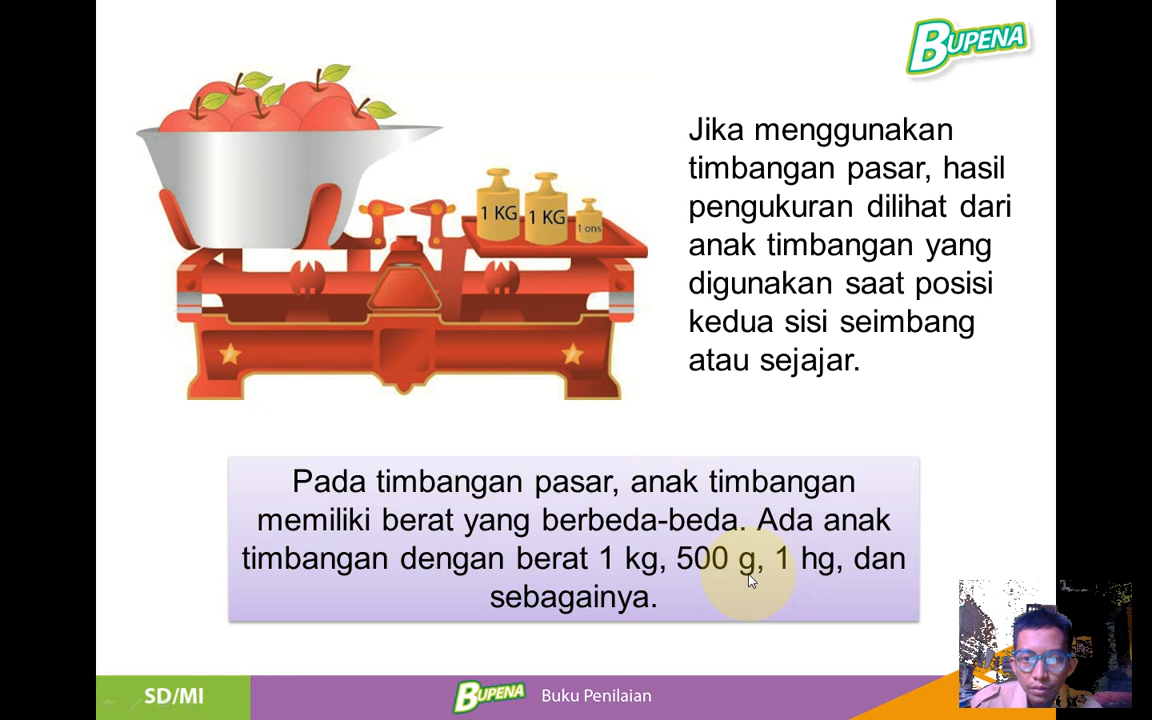 BUPENA
Jika menggunakan
timbangan pasar, hasil
pengukuran dilihat dari
anak timbangan yang
digunakan saat posisi
kedua sisi seimbang
atau sejajar.
1 KG
1 KG
1 ons
Pada timbangan pasar, anak timbangan
memiliki berat yang berbeda-beda. Ada anak
timbangan dengan berat 1 kg, 500 g, 1 hg, dan
sebagainya.
SD/MI
BUPENA
Buku Penilaian